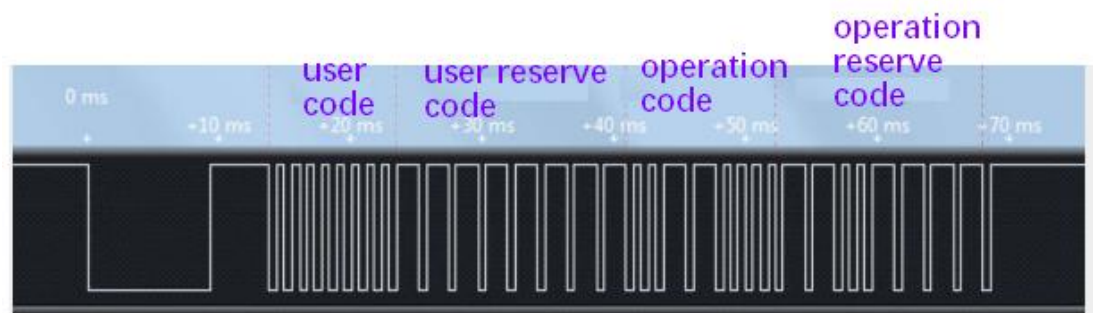 operation
reserve
code
user
code
user reserve
code
operation
code
0 ms
+10 ms
+20 ms
+30 ms
+40 ms
+50 ms
+60 ms
+70 ms